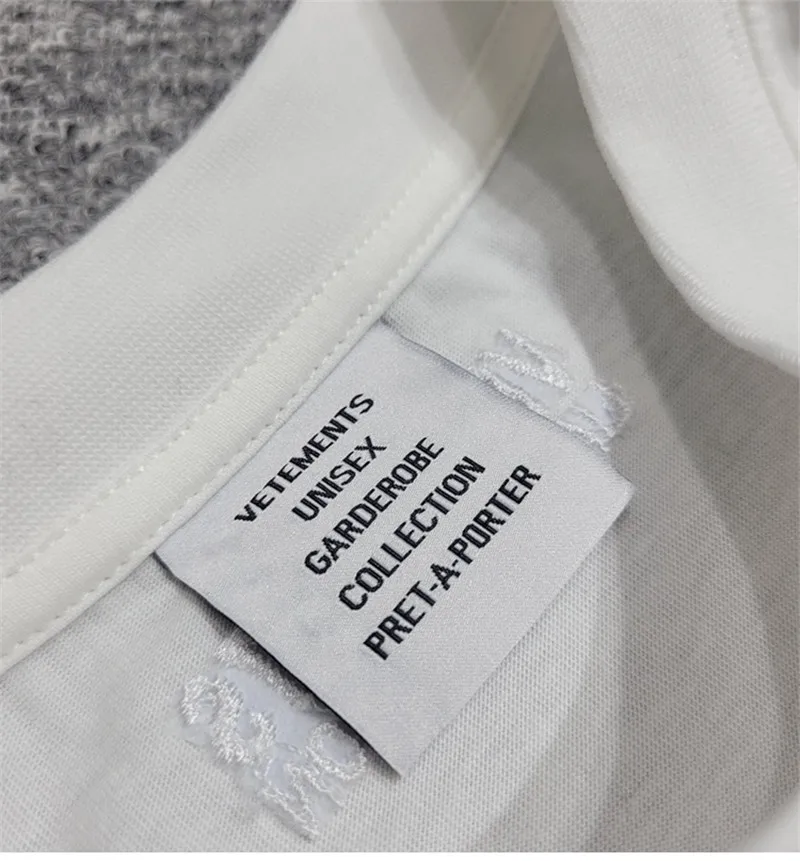 VETEMENTS
UNISEX
GARDEROBE
COLLECTION
PRET-A-PORTER